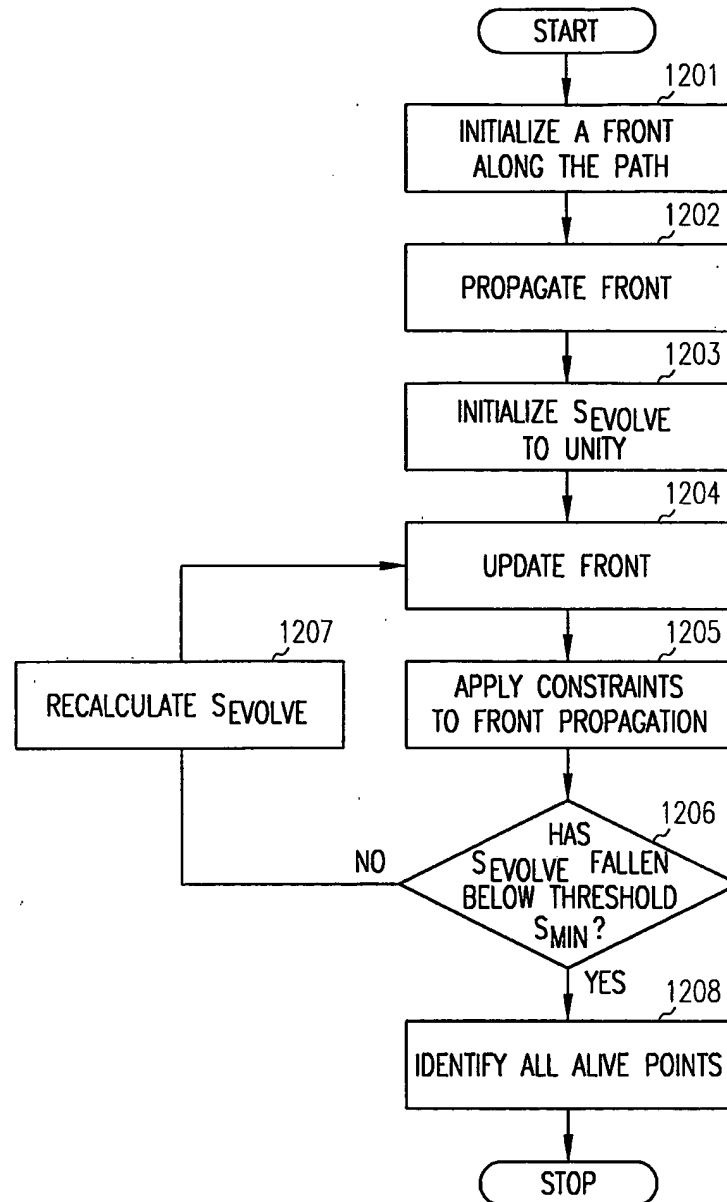 START
1201
INITIALIZE A FRONT
ALONG THE PATH
1202
PROPAGATE FRONT
1203
INITIALIZE SEVOLVE
TO UNITY
1204
UPDATE FRONT
1207
RECALCULATE SEVOLVE
1205
APPLY CONSTRAINTS
TO FRONT PROPAGATION
1206
HAS
SEVOLVE FALLEN
BELOW THRESHOLD
SMIN?
NO
YES
1208
IDENTIFY ALL ALIVE POINTS
STOP